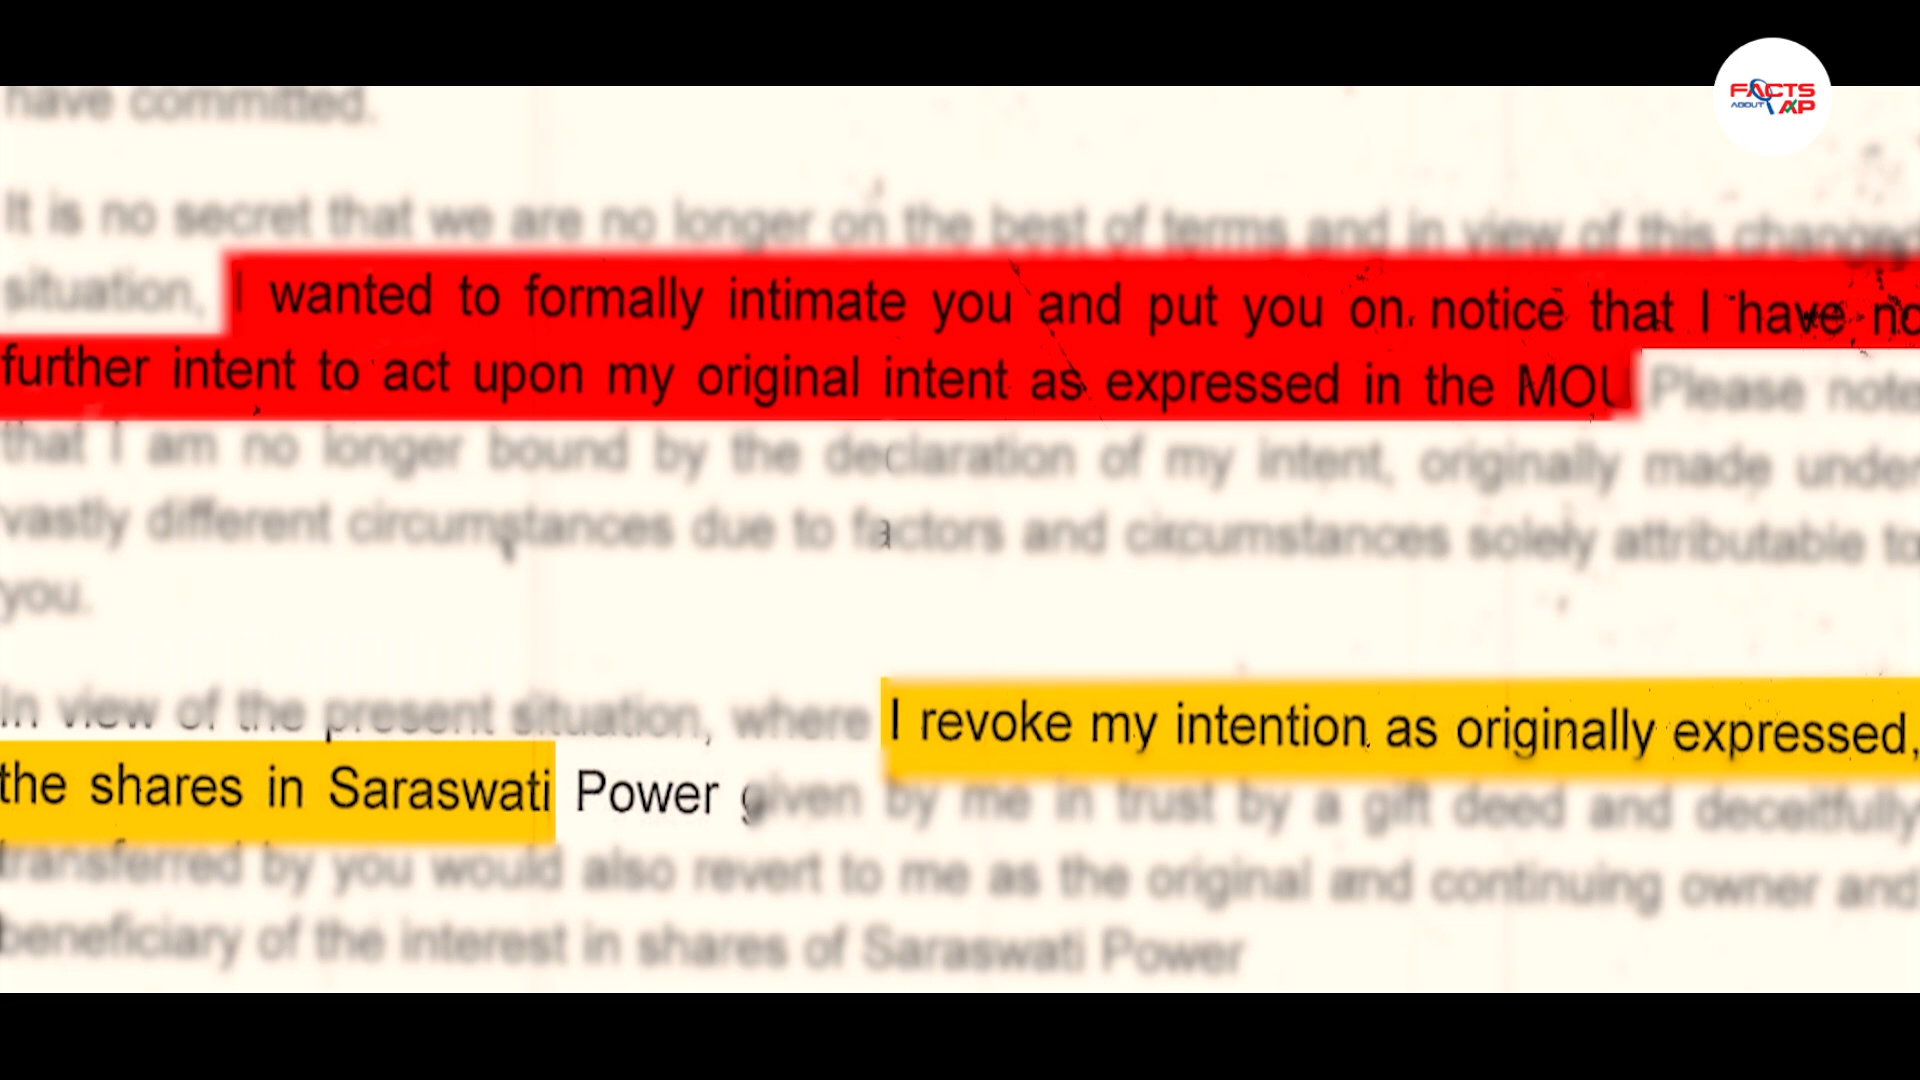 FACTS
ABOUT AP
have committed.
It is no secret that we are no longer on the best of terms and in view of this changed
situation, I wanted to formally intimate you and put you on notice that I have no
further intent to act upon my original intent as expressed in the MOU Please note
that I am no longer bound by the declaration of my intent, originally made under
vastly different circumstances due to factors and circumstances solely attributable to
you.
In view of the present situation, where I revoke my intention as originally expressed,
the shares in Saraswati Power given by me in trust by a gift deed and deceitfully
transferred by you would also revert to me as the original and continuing owner and
beneficiary of the interest in shares of Saraswati Power